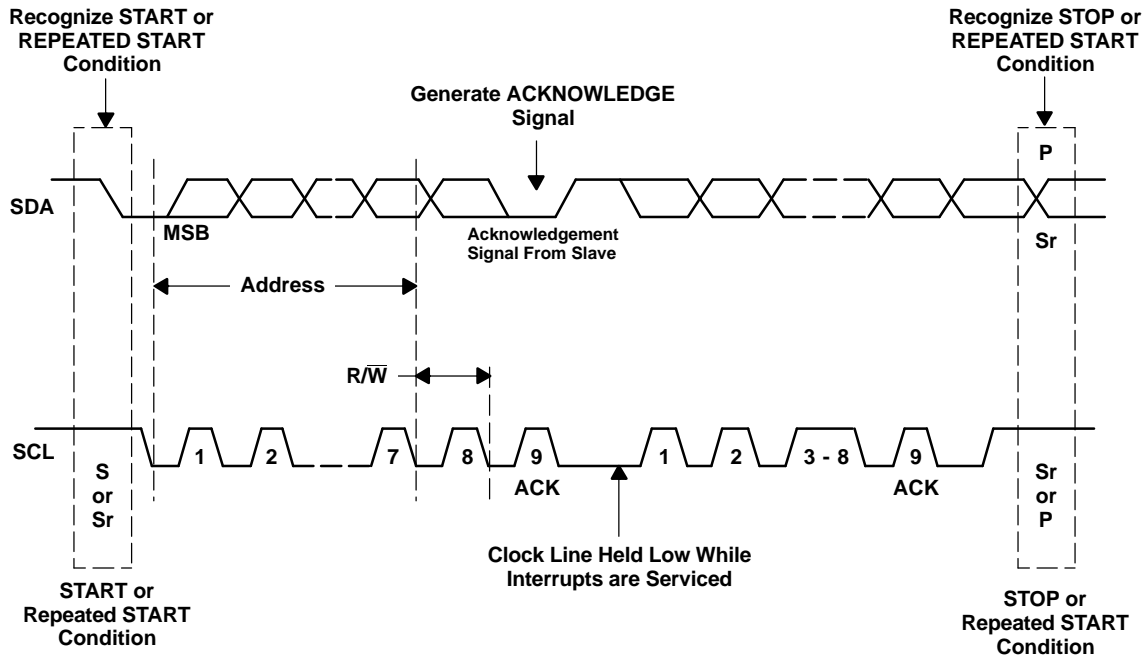 Recognize START or
REPEATED START
Condition
Recognize STOP or
REPEATED START
Condition
Generate ACKNOWLEDGE
Signal
P
SDA
MSB
Acknowledgement
Signal From Slave
Sr
Address
R/W̅
SCL
1
2
7
8
9
1
2
3 - 8
9
ACK
ACK
S
or
Sr
Sr
or
P
Clock Line Held Low While
Interrupts are Serviced
START or
Repeated START
Condition
STOP or
Repeated START
Condition